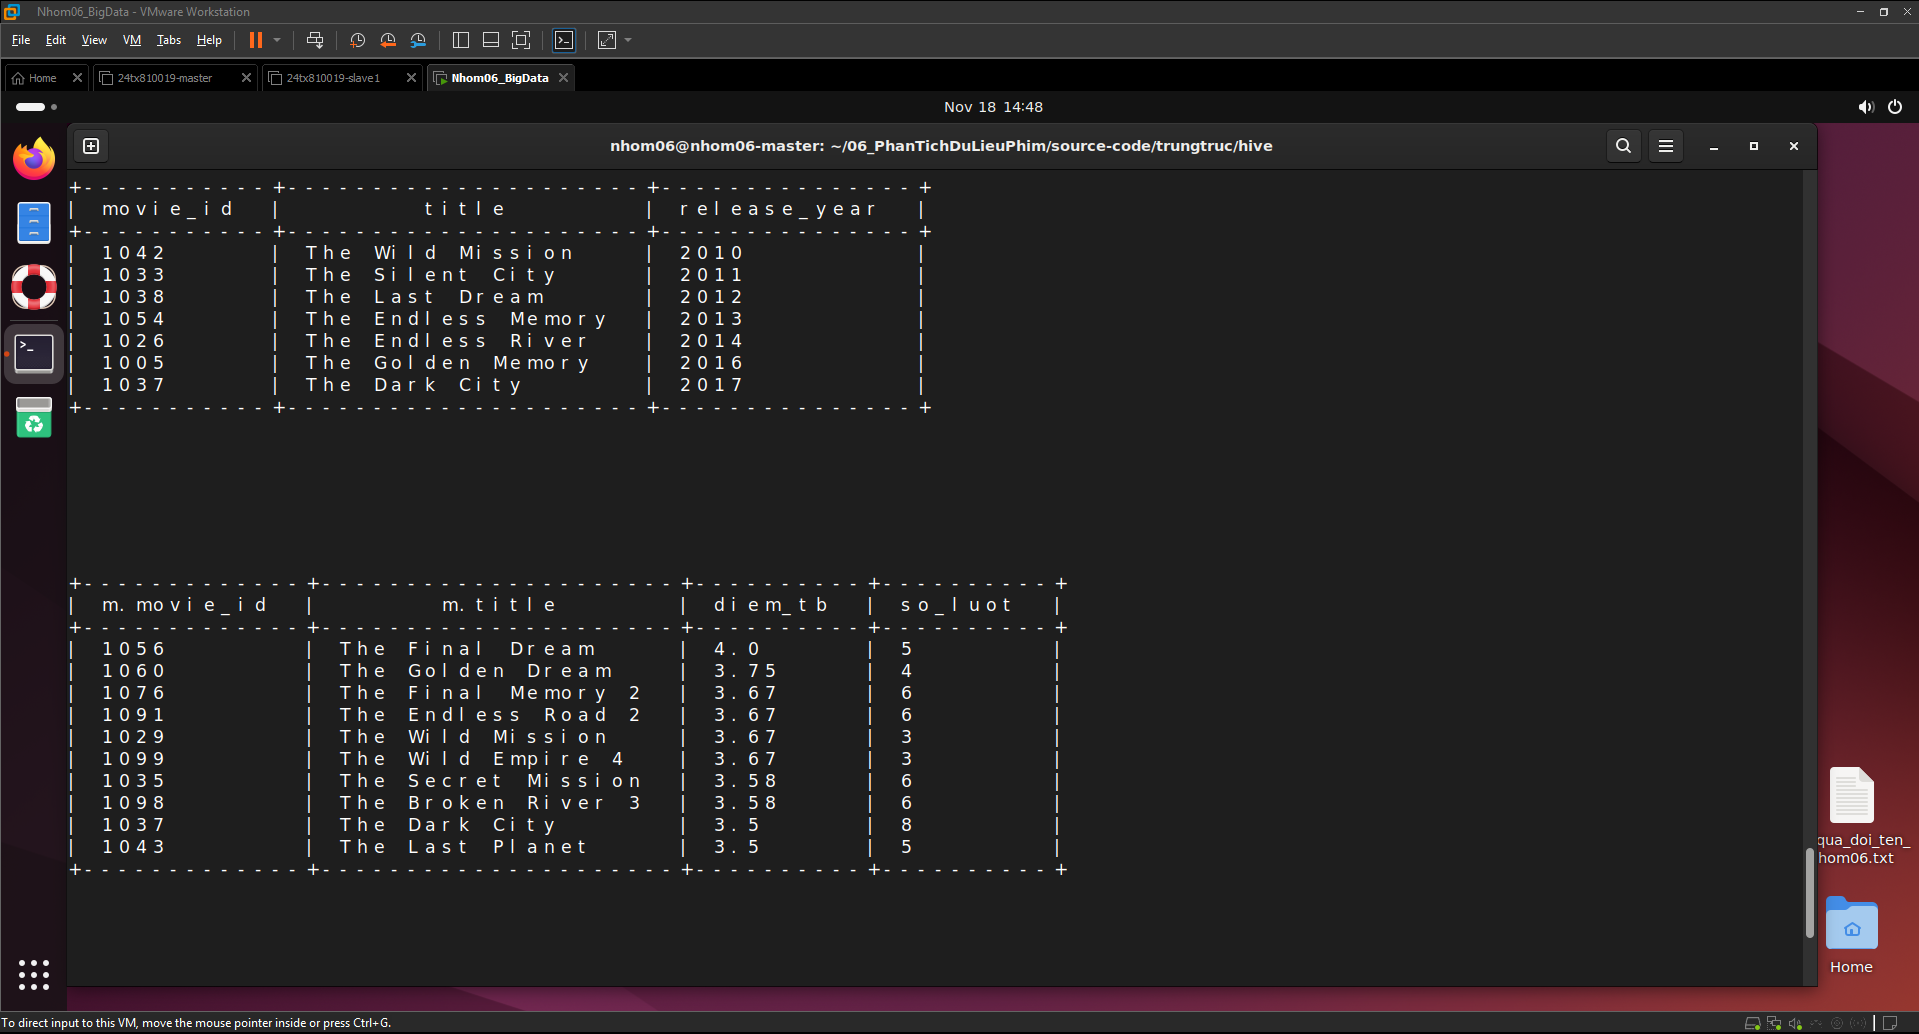 Nhom06_BigData - VMware Workstation
File Edit View VM Tabs Help
Home 24tx810019-master 24tx810019-slave1 Nhom06_BigData
Nov 18 14:48
nhom06@nhom06-master: ~/06_PhanTichDuLieuPhim/source-code/trungtruc/hive
+-----------+---------------------+---------------+
| movie_id | title | release_year |
+-----------+---------------------+---------------+
| 1042 | The Wild Mission | 2010 |
| 1033 | The Silent City | 2011 |
| 1038 | The Last Dream | 2012 |
| 1054 | The Endless Memory | 2013 |
| 1026 | The Endless River | 2014 |
| 1005 | The Golden Memory | 2016 |
| 1037 | The Dark City | 2017 |
+-----------+---------------------+---------------+
+-------------+---------------------+----------+----------+
| m.movie_id | m.title | diem_tb | so_luot |
+-------------+---------------------+----------+----------+
| 1056 | The Final Dream | 4.0 | 5 |
| 1060 | The Golden Dream | 3.75 | 4 |
| 1076 | The Final Memory 2 | 3.67 | 6 |
| 1091 | The Endless Road 2 | 3.67 | 6 |
| 1029 | The Wild Mission | 3.67 | 3 |
| 1099 | The Wild Empire 4 | 3.67 | 3 |
| 1035 | The Secret Mission | 3.58 | 6 |
| 1098 | The Broken River 3 | 3.58 | 6 |
| 1037 | The Dark City | 3.5 | 8 |
| 1043 | The Last Planet | 3.5 | 5 |
+-------------+---------------------+----------+----------+
qua_doi_ten_
hom06.txt
Home
To direct input to this VM, move the mouse pointer inside or press Ctrl+G.